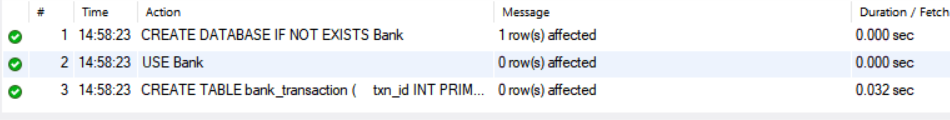 # Time Action Message Duration / Fetch
1 14:58:23 CREATE DATABASE IF NOT EXISTS Bank 1 row(s) affected 0.000 sec
2 14:58:23 USE Bank 0 row(s) affected 0.000 sec
3 14:58:23 CREATE TABLE bank_transaction ( txn_id INT PRIM... 0 row(s) affected 0.032 sec